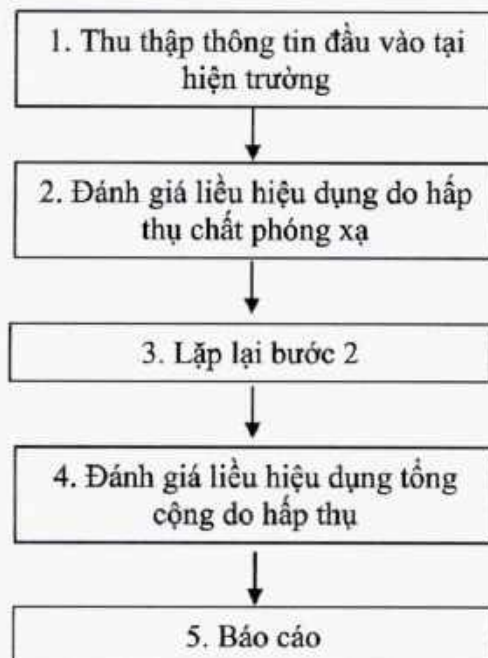 1. Thu thập thông tin đầu vào tại
hiện trường
2. Đánh giá liều hiệu dụng do hấp
thụ chất phóng xạ
3. Lặp lại bước 2
4. Đánh giá liều hiệu dụng tổng
cộng do hấp thụ
5. Báo cáo